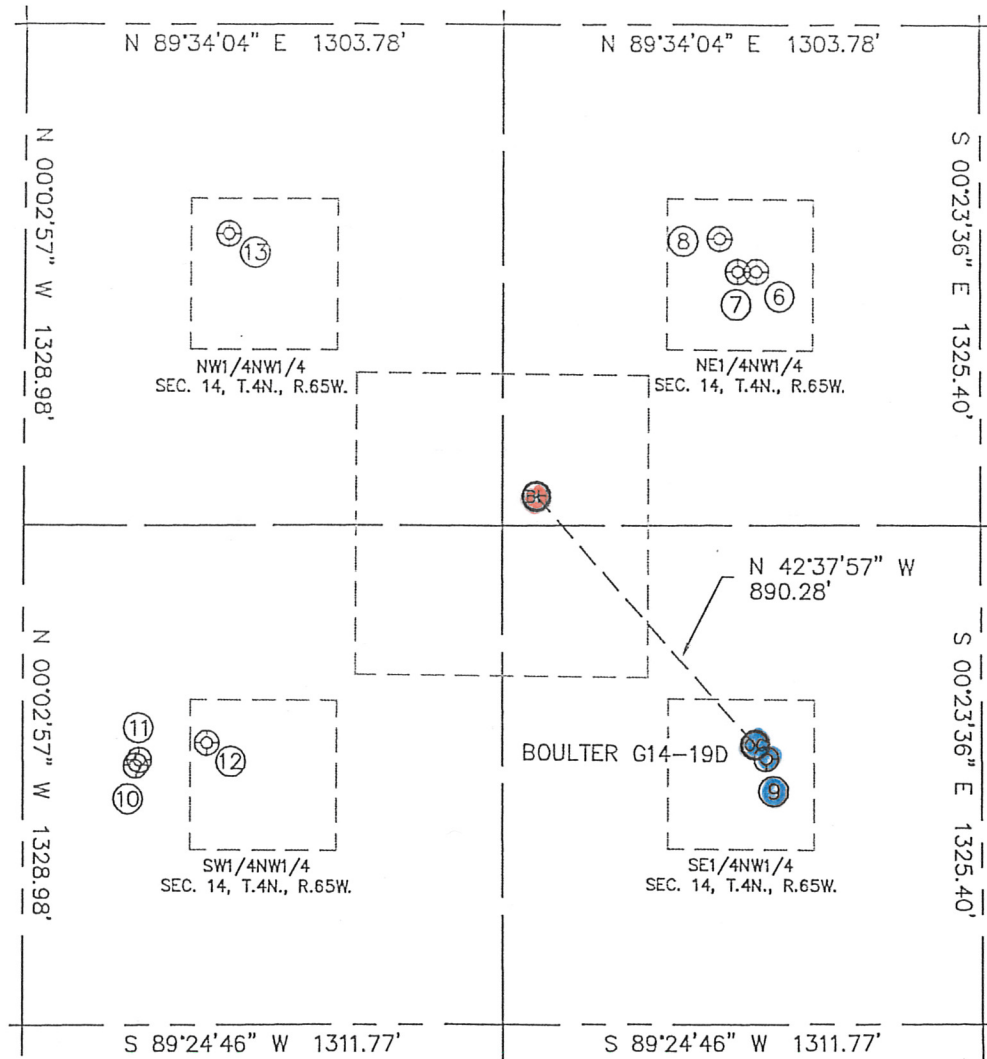 N 89°34'04" E 1303.78'
N 89°34'04" E 1303.78'
N 00°02'57" W 1328.98'
S 00°23'36" E 1325.40'
13
8
7
6
NW1/4NW1/4
SEC. 14, T.4N., R.65W.
NE1/4NW1/4
SEC. 14, T.4N., R.65W.
N 42°37'57" W
890.28'
N 00°02'57" W 1328.98'
S 00°23'36" E 1325.40'
11
12
10
BOULTER G14-19D
9
SW1/4NW1/4
SEC. 14, T.4N., R.65W.
SE1/4NW1/4
SEC. 14, T.4N., R.65W.
S 89°24'46" W 1311.77'
S 89°24'46" W 1311.77'